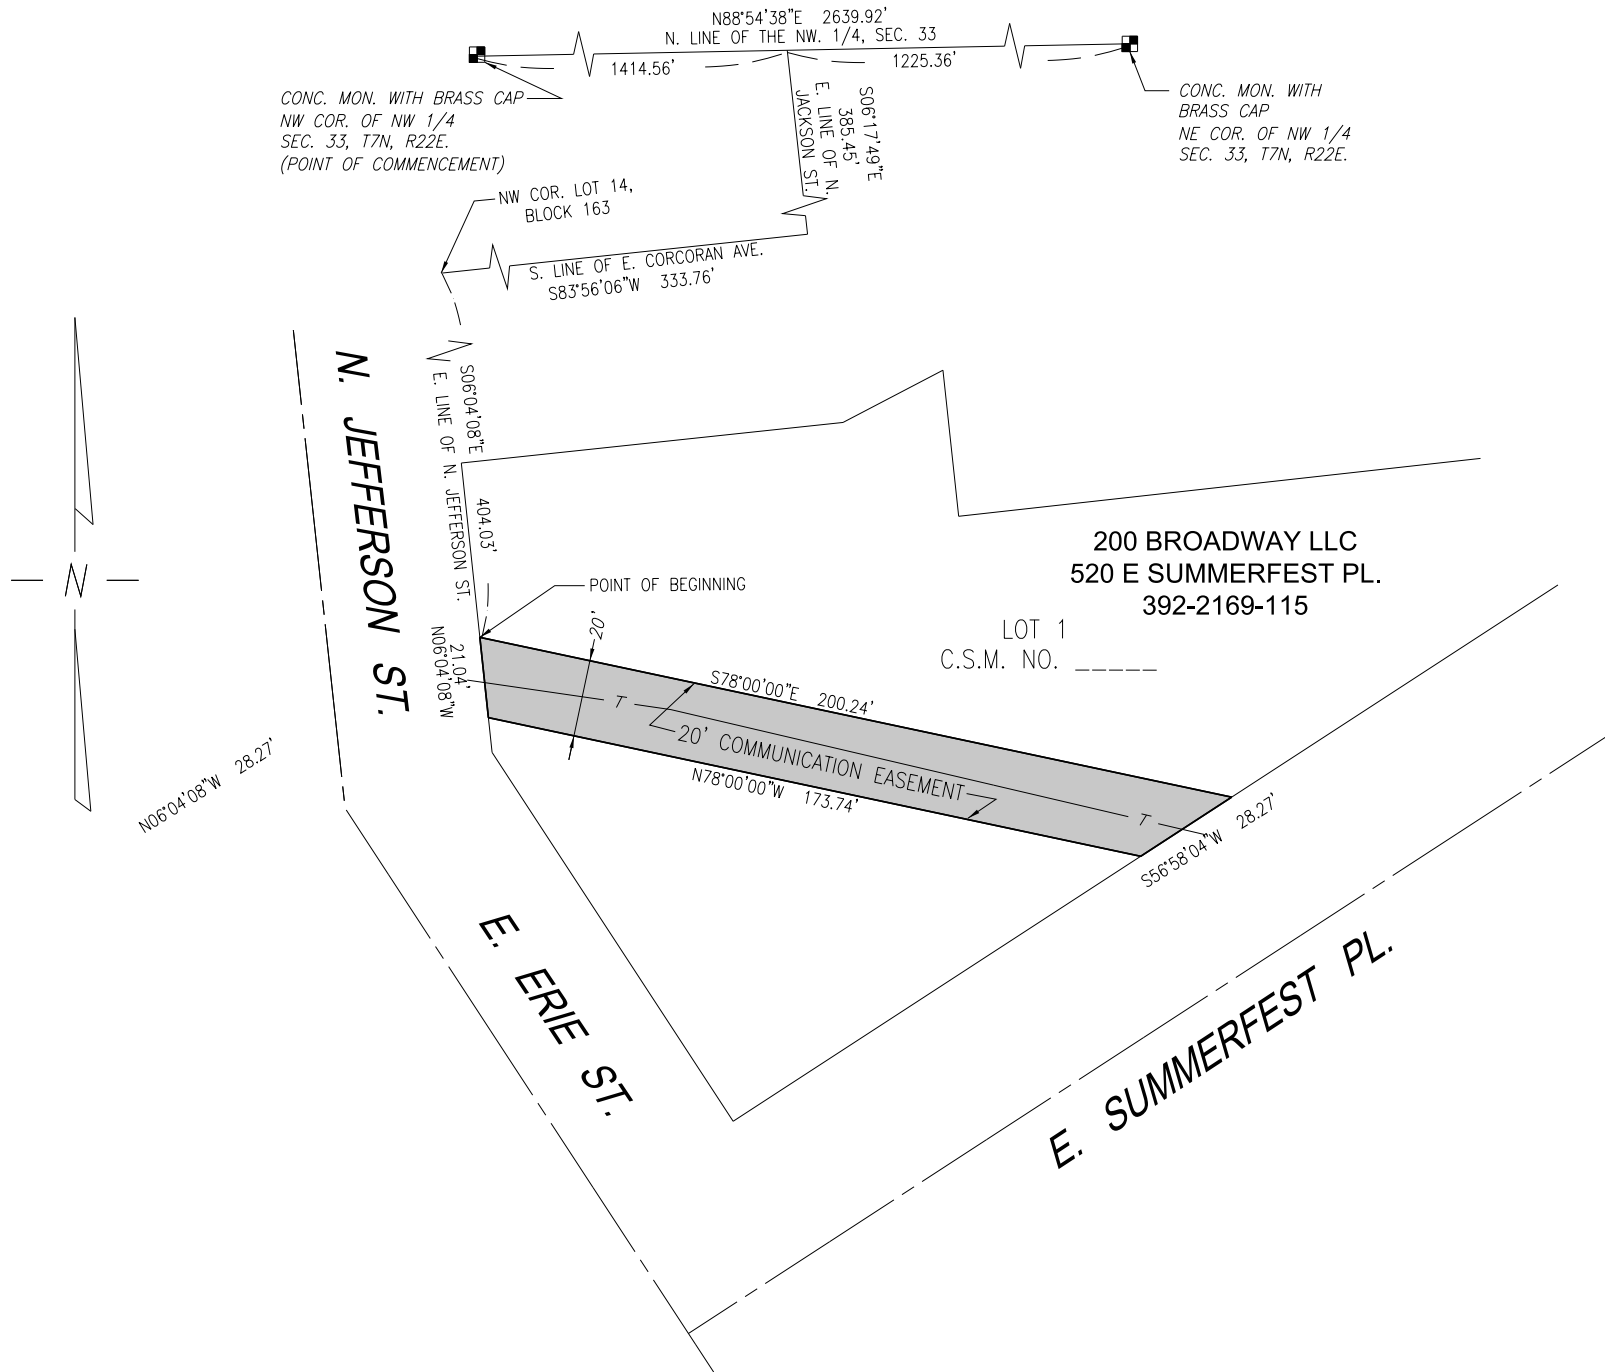 N88°54'38"E 2639.92'
N. LINE OF THE NW. 1/4, SEC. 33
1414.56'
1225.36'
CONC. MON. WITH BRASS CAP
NW COR. OF NW 1/4
SEC. 33, T7N, R22E.
(POINT OF COMMENCEMENT)
CONC. MON. WITH
BRASS CAP
NE COR. OF NW 1/4
SEC. 33, T7N, R22E.
S06°17'49"E
385.45'
E. LINE OF N.
JACKSON ST.
NW COR. LOT 14,
BLOCK 163
S. LINE OF E. CORCORAN AVE.
S83°56'06"W 333.76'
S06°04'08"E 404.03'
E. LINE OF N. JEFFERSON ST.
N. JEFFERSON ST.
N
POINT OF BEGINNING
200 BROADWAY LLC
520 E SUMMERFEST PL.
392-2169-115
LOT 1
C.S.M. NO. _____
21.04'
N06°04'08"W
20'
S78°00'00"E 200.24'
T
20' COMMUNICATION EASEMENT
N78°00'00"W 173.74'
T
S56°58'04"W 28.27'
N06°04'08"W 28.27'
E. ERIE ST.
E. SUMMERFEST PL.